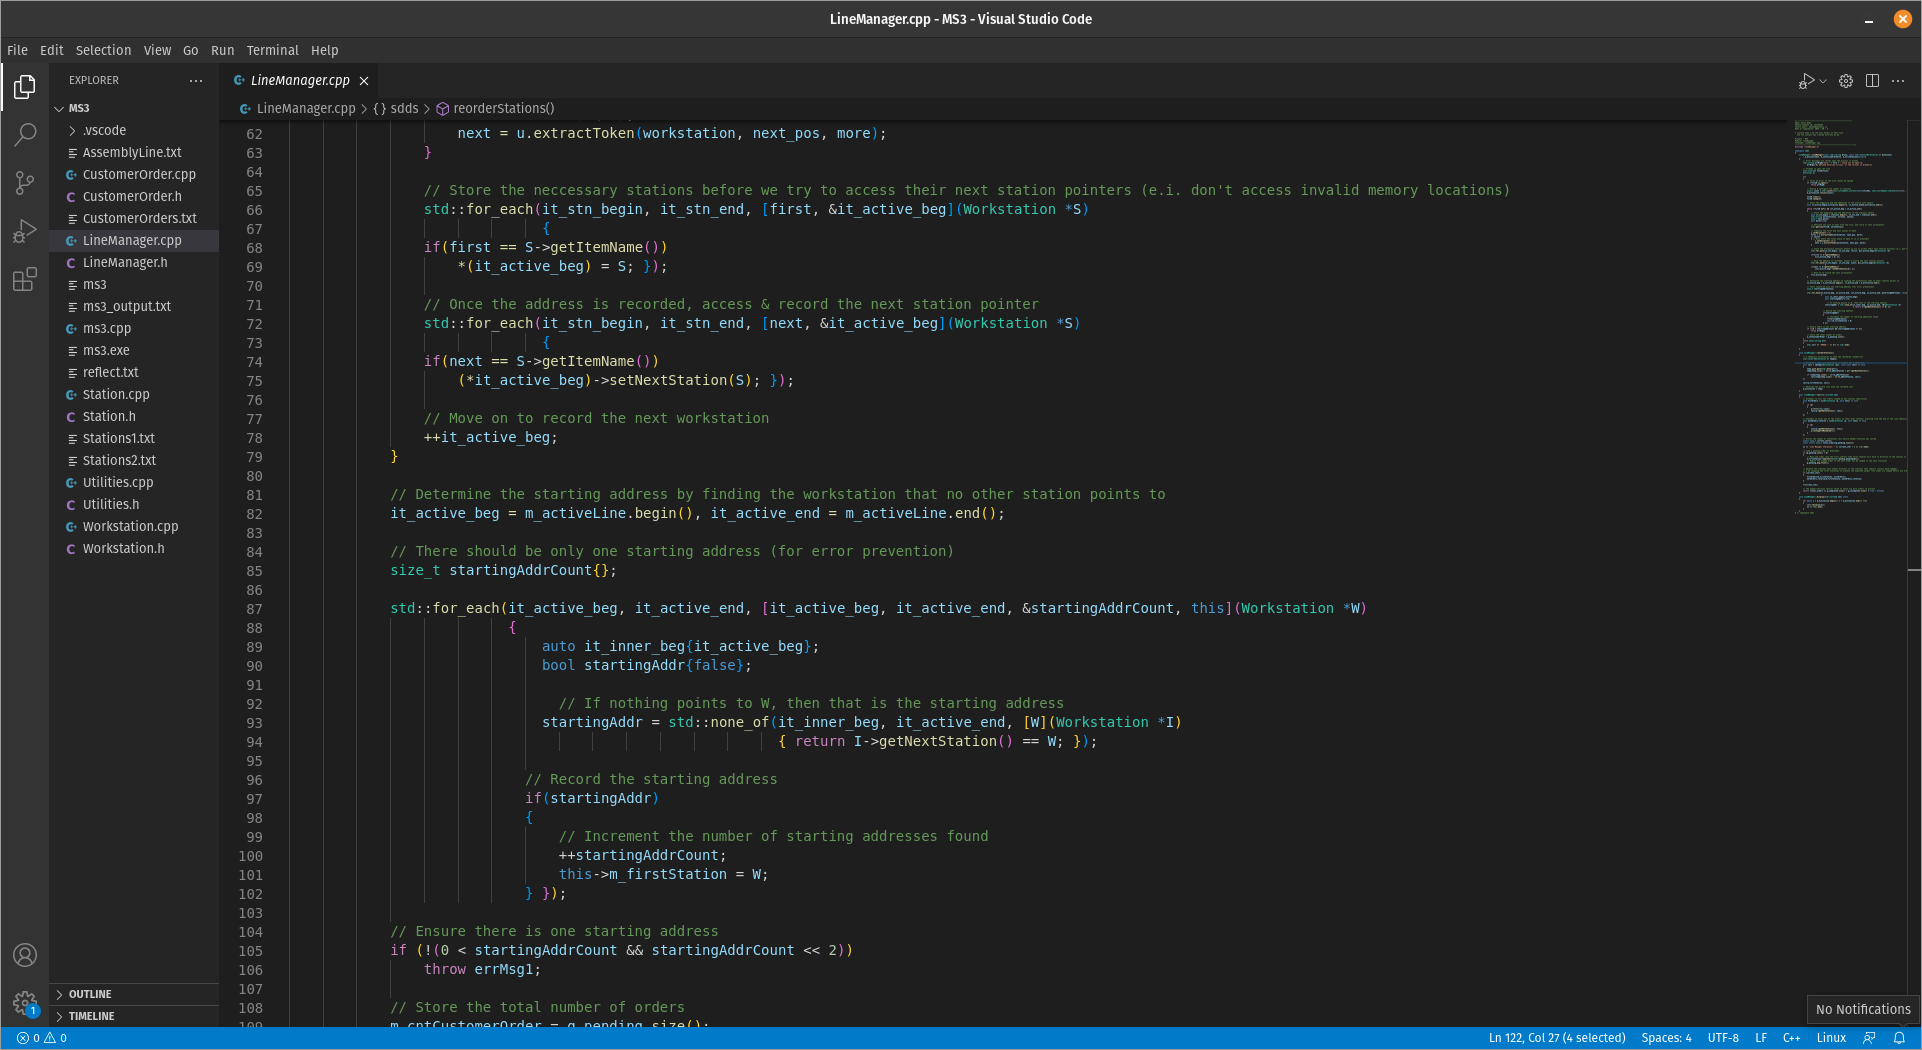 LineManager.cpp - MS3 - Visual Studio Code
File Edit Selection View Go Run Terminal Help
EXPLORER
MS3
.vscode
AssemblyLine.txt
CustomerOrder.cpp
CustomerOrder.h
CustomerOrders.txt
LineManager.cpp
LineManager.h
ms3
ms3_output.txt
ms3.cpp
ms3.exe
reflect.txt
Station.cpp
Station.h
Stations1.txt
Stations2.txt
Utilities.cpp
Utilities.h
Workstation.cpp
Workstation.h
OUTLINE
TIMELINE
LineManager.cpp
LineManager.cpp > {} sdds > reorderStations()
62 next = u.extractToken(workstation, next_pos, more);
63 }
64
65 // Store the neccessary stations before we try to access their next station pointers (e.i. don't access invalid memory locations)
66 std::for_each(it_stn_begin, it_stn_end, [first, &it_active_beg](Workstation *S)
67 {
68 if(first == S->getItemName())
69 *(it_active_beg) = S; });
70
71 // Once the address is recorded, access & record the next station pointer
72 std::for_each(it_stn_begin, it_stn_end, [next, &it_active_beg](Workstation *S)
73 {
74 if(next == S->getItemName())
75 (*it_active_beg)->setNextStation(S); });
76
77 // Move on to record the next workstation
78 ++it_active_beg;
79 }
80
81 // Determine the starting address by finding the workstation that no other station points to
82 it_active_beg = m_activeLine.begin(), it_active_end = m_activeLine.end();
83
84 // There should be only one starting address (for error prevention)
85 size_t startingAddrCount{};
86
87 std::for_each(it_active_beg, it_active_end, [it_active_beg, it_active_end, &startingAddrCount, this](Workstation *W)
88 {
89 auto it_inner_beg{it_active_beg};
90 bool startingAddr{false};
91
92 // If nothing points to W, then that is the starting address
93 startingAddr = std::none_of(it_inner_beg, it_active_end, [W](Workstation *I)
94 { return I->getNextStation() == W; });
95
96 // Record the starting address
97 if(startingAddr)
98 {
99 // Increment the number of starting addresses found
100 ++startingAddrCount;
101 this->m_firstStation = W;
102 } });
103
104 // Ensure there is one starting address
105 if (!(0 < startingAddrCount && startingAddrCount << 2))
106 throw errMsg1;
107
108 // Store the total number of orders
109 m_cntCustomerOrder = g_pending.size();
No Notifications
0 0
1
Ln 122, Col 27 (4 selected) Spaces: 4 UTF-8 LF C++ Linux